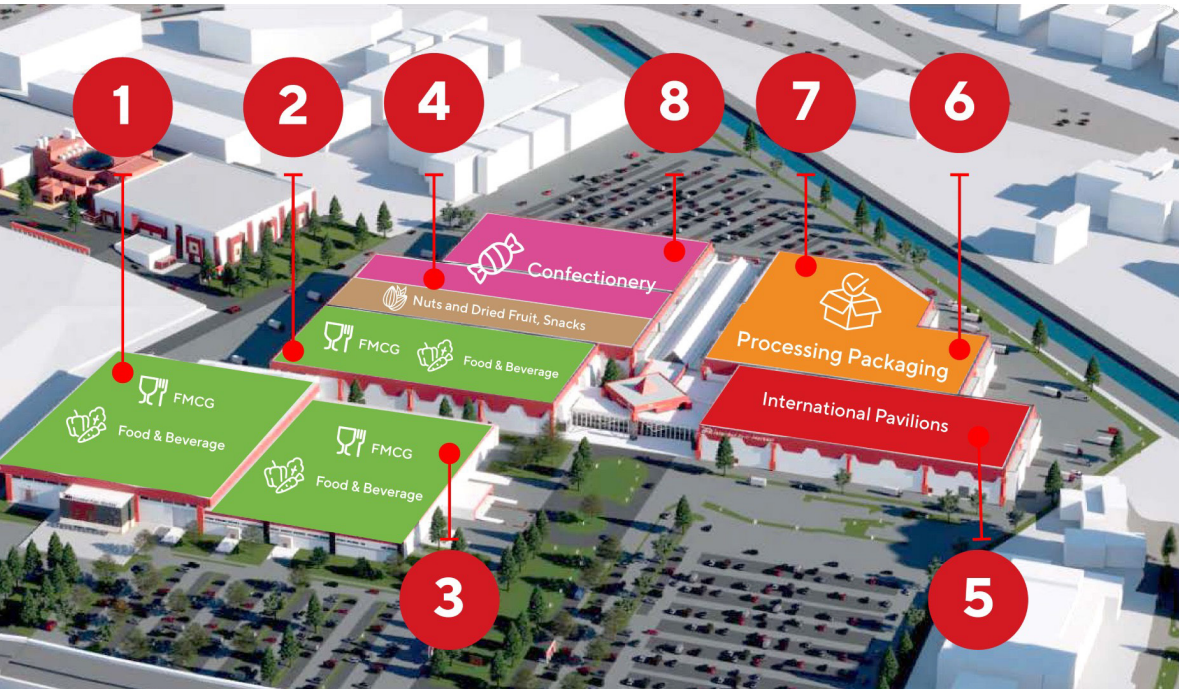 1
2
4
8
7
6
Confectionery
Nuts and Dried Fruit, Snacks
FMCG
Food & Beverage
Processing Packaging
International Pavilions
FMCG
Food & Beverage
FMCG
Food & Beverage
3
5